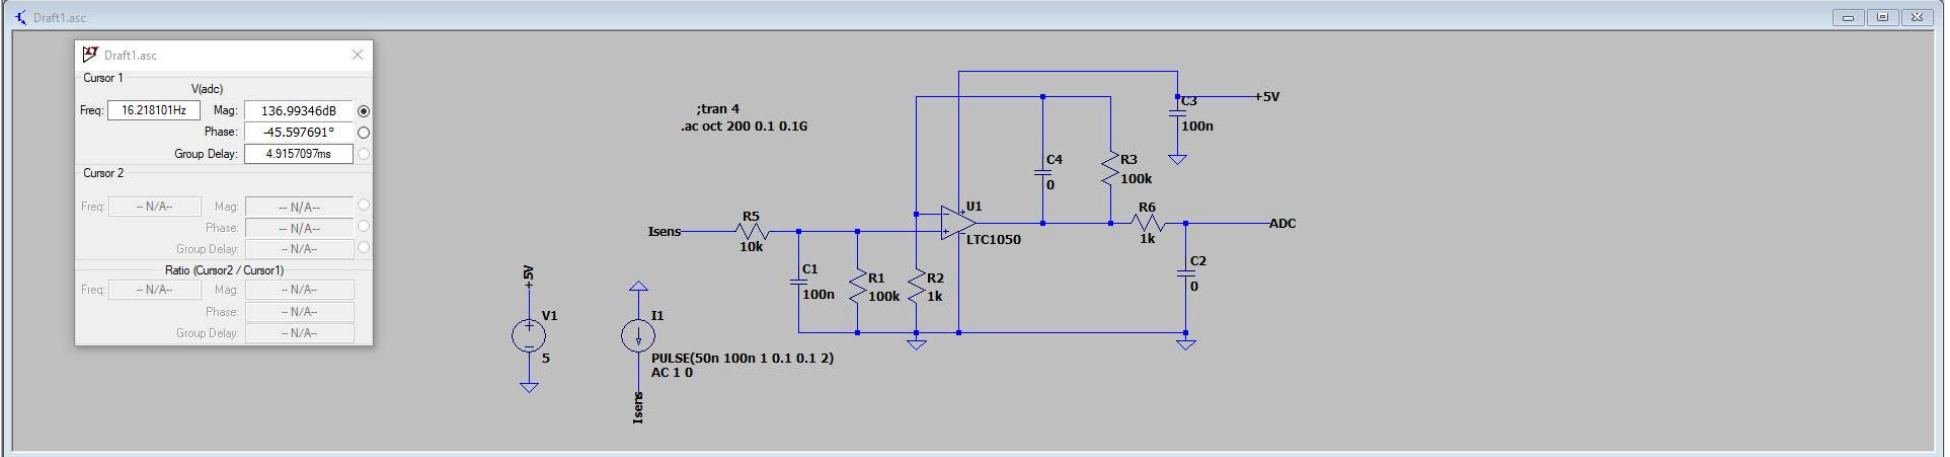 Draft1.asc
Draft1.asc
Cursor 1
V(adc)
Freq: 16.218101Hz Mag: 136.99346dB
Phase: -45.597691°
Group Delay: 4.9157097ms
Cursor 2
Freq: -- N/A-- Mag: -- N/A--
Phase: -- N/A--
Group Delay: -- N/A--
Ratio (Cursor2 / Cursor1)
Freq: -- N/A-- Mag: -- N/A--
Phase: -- N/A--
Group Delay: -- N/A--
;tran 4
.ac oct 200 0.1 0.1G
C3
100n
+5V
C4
0
R3
100k
U1
LTC1050
R6
1k
ADC
Isens
R5
10k
C1
100n
R1
100k
R2
1k
C2
0
+5V
V1
5
I1
PULSE(50n 100n 1 0.1 0.1 2)
AC 1 0
Isens